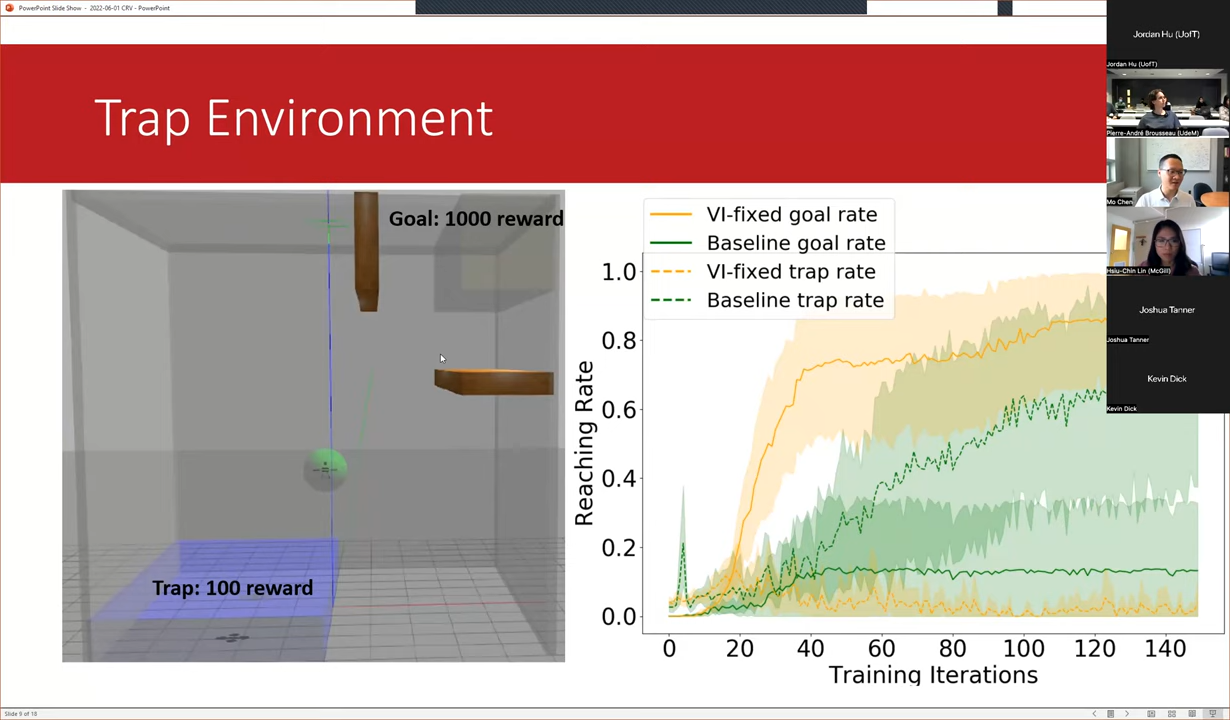 PowerPoint Slide Show - 2022-06-01 CRV - PowerPoint
Trap Environment
Goal: 1000 reward
Trap: 100 reward
VI-fixed goal rate
Baseline goal rate
VI-fixed trap rate
Baseline trap rate
1.0
0.8
0.6
0.4
0.2
0.0
Reaching Rate
0 20 40 60 80 100 120 140
Training Iterations
Jordan Hu (UofT)
Jordan Hu (UofT)
Pierre-André Brousseau (UdeM)
Mo Chen
Hsiu-Chin Lin (McGill)
Joshua Tanner
Joshua Tanner
Kevin Dick
Kevin Dick
Slide 9 of 18